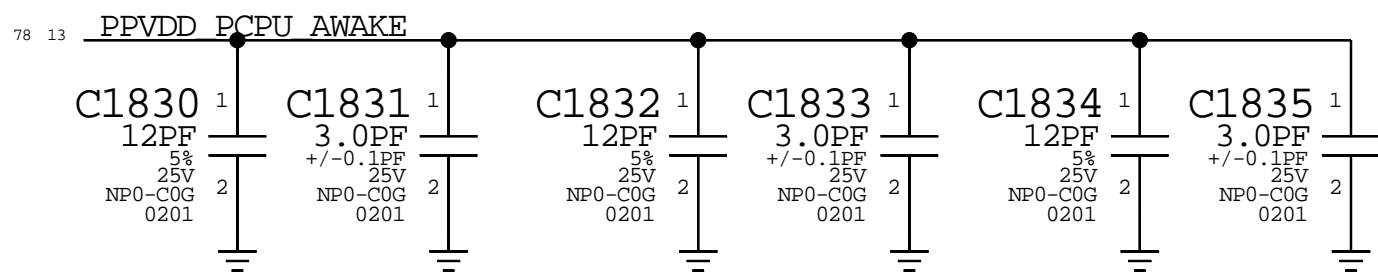 78 13 PPVDD_PCPU_AWAKE
C1830 1
12PF
5%
25V
NP0-C0G
0201
2
C1831 1
3.0PF
+/-0.1PF
25V
NP0-C0G
0201
2
C1832 1
12PF
5%
25V
NP0-C0G
0201
2
C1833 1
3.0PF
+/-0.1PF
25V
NP0-C0G
0201
2
C1834 1
12PF
5%
25V
NP0-C0G
0201
2
C1835 1
3.0PF
+/-0.1PF
25V
NP0-C0G
0201
2